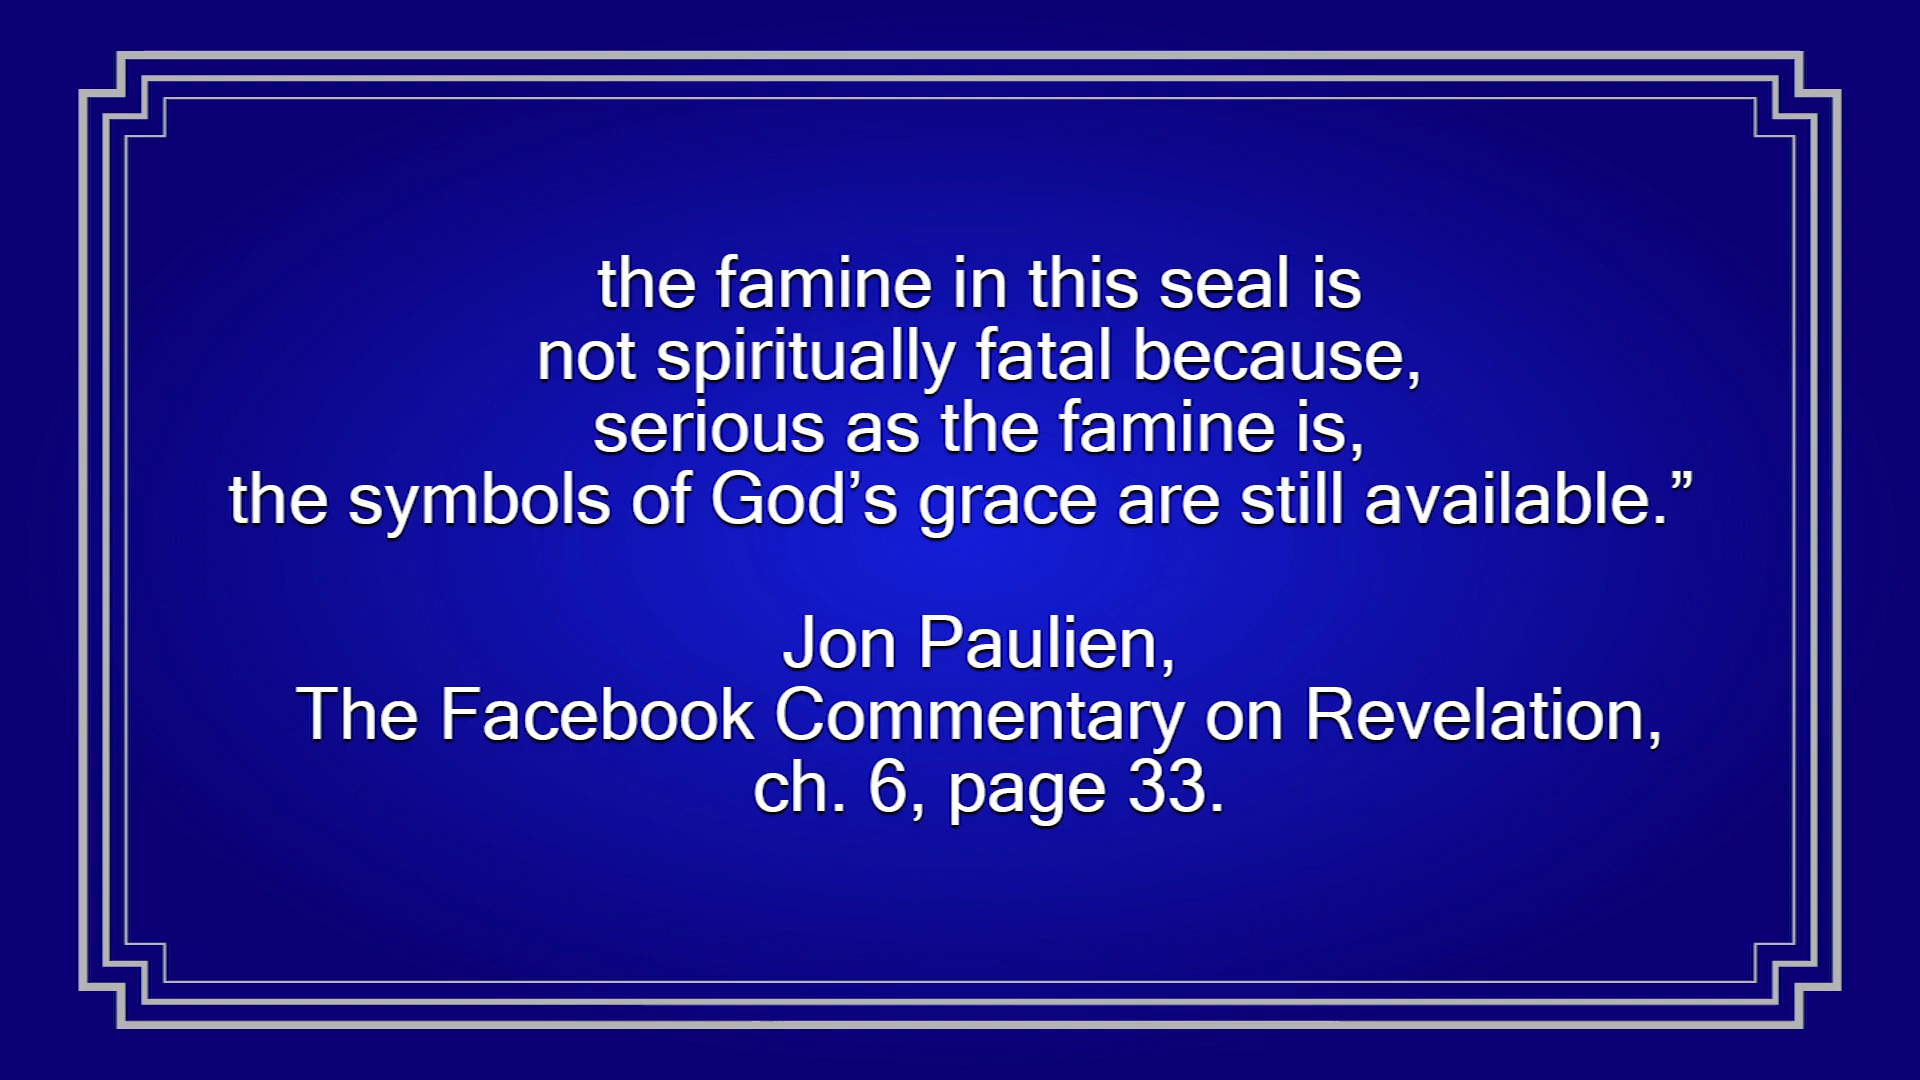 the famine in this seal is
not spiritually fatal because,
serious as the famine is,
the symbols of God’s grace are still available.”
Jon Paulien,
The Facebook Commentary on Revelation,
ch. 6, page 33.